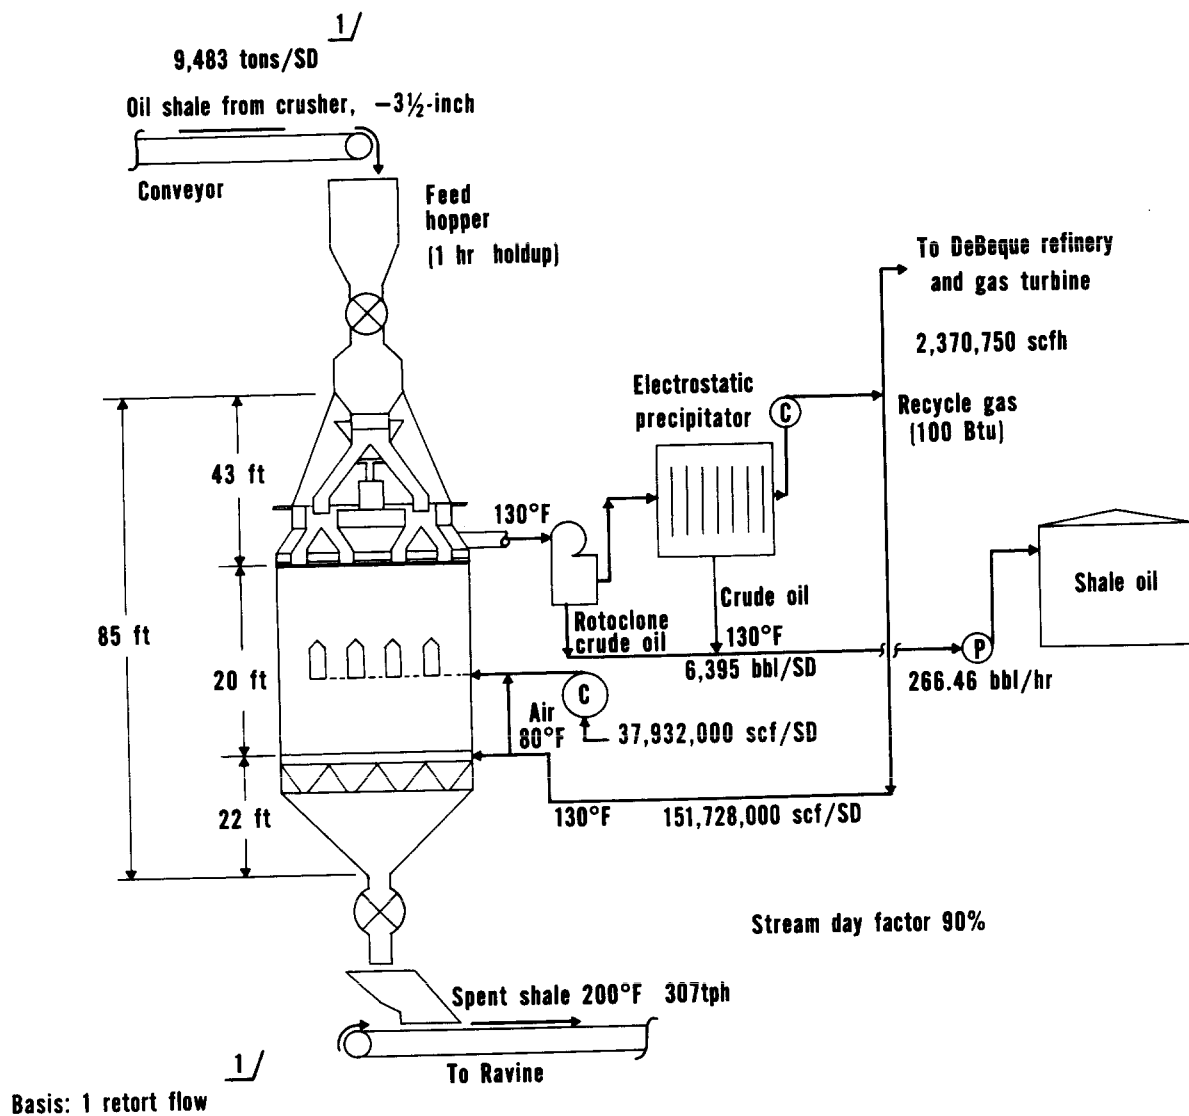 1/
9,483 tons/SD
Oil shale from crusher, −3½-inch
Conveyor
Feed
hopper
(1 hr holdup)
To DeBeque refinery
and gas turbine
2,370,750 scfh
Electrostatic
precipitator
C
Recycle gas
(100 Btu)
43 ft
130°F
Shale oil
Crude oil
Rotoclone
crude oil
130°F
85 ft
P
6,395 bbl/SD
266.46 bbl/hr
20 ft
C
Air
80°F
37,932,000 scf/SD
22 ft
130°F
151,728,000 scf/SD
Stream day factor 90%
Spent shale 200°F 307tph
To Ravine
1/
Basis: 1 retort flow